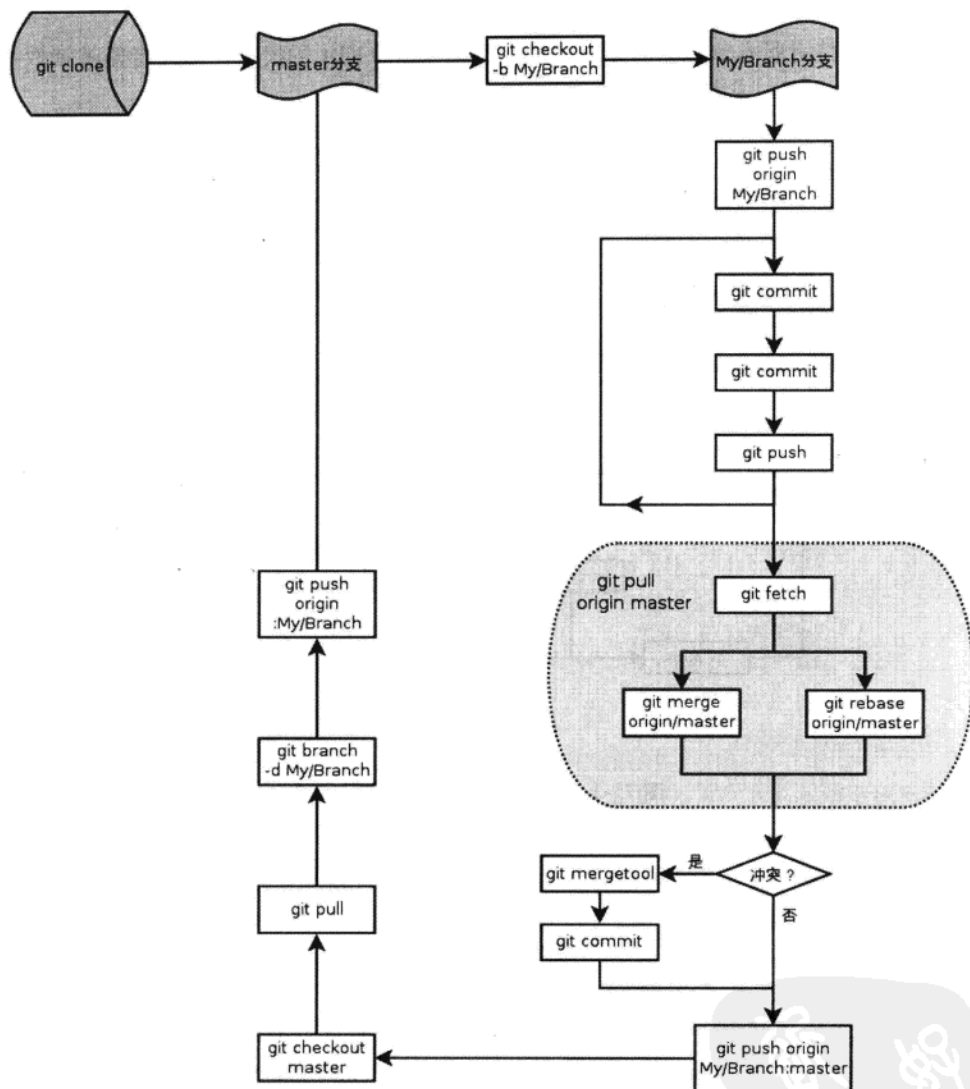 git clone
master分支
git checkout
-b My/Branch
My/Branch分支
git push
origin
My/Branch
git commit
git commit
git push
git pull
origin master
git fetch
git merge
origin/master
git rebase
origin/master
冲突？
是
否
git mergetool
git commit
git push origin
My/Branch:master
git checkout
master
git pull
git branch
-d My/Branch
git push
origin
:My/Branch